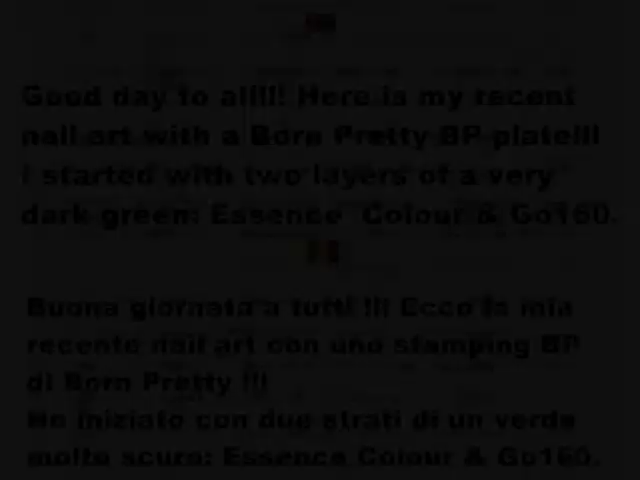 Good day to all!!! Here is my recent
nail art with a Born Pretty BP plate!!!
I started with two layers of a very
dark green: Essence Colour & Go160.
Buona giornata a tutti !!! Ecco la mia
recente nail art con uno stamping BP
di Born Pretty !!!
Ho iniziato con due strati di un verde
molto scuro: Essence Colour & Go160.